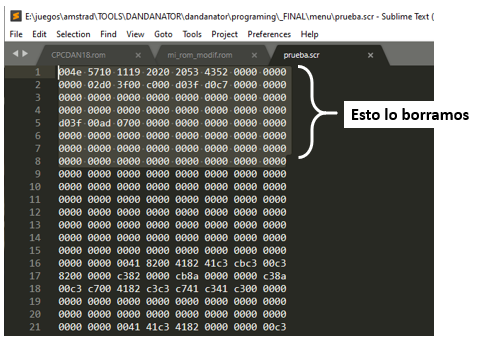 E:\juegos\amstrad\TOOLS\DANDANATOR\dandanator\programing\_FINAL\menu\prueba.scr - Sublime Text (
File Edit Selection Find View Goto Tools Project Preferences Help
CPCDAN18.rom × mi_rom_modif.rom × prueba.scr ×
1 004e 5710 1119 2020 2053 4352 0000 0000
2 0000 02d0 3f00 c000 d03f d0c7 0000 0000
3 0000 0000 0000 0000 0000 0000 0000 0000
4 0000 0000 0000 0000 0000 0000 0000 0000
5 d03f 00ad 0700 0000 0000 0000 0000 0000
6 0000 0000 0000 0000 0000 0000 0000 0000
7 0000 0000 0000 0000 0000 0000 0000 0000
8 0000 0000 0000 0000 0000 0000 0000 0000
9 0000 0000 0000 0000 0000 0000 0000 0000
10 0000 0000 0000 0000 0000 0000 0000 0000
11 0000 0000 0000 0000 0000 0000 0000 0000
12 0000 0000 0000 0000 0000 0000 0000 0000
13 0000 0000 0000 0000 0000 0000 0000 0000
14 0000 0000 0000 0000 0000 0000 0000 0000
15 0000 0000 0000 0000 0000 0000 0000 0000
16 0000 0000 0041 8200 4182 41c3 cbc3 00c3
17 8200 0000 c382 0000 cb8a 0000 0000 c38a
18 00c3 c700 4182 c3c3 c741 c341 c300 0000
19 0000 0000 0000 0000 0000 0000 0000 0000
20 0000 0000 0000 0000 0000 0000 0000 0000
21 0000 0000 0041 41c3 4182 0000 0000 00c3
Esto lo borramos